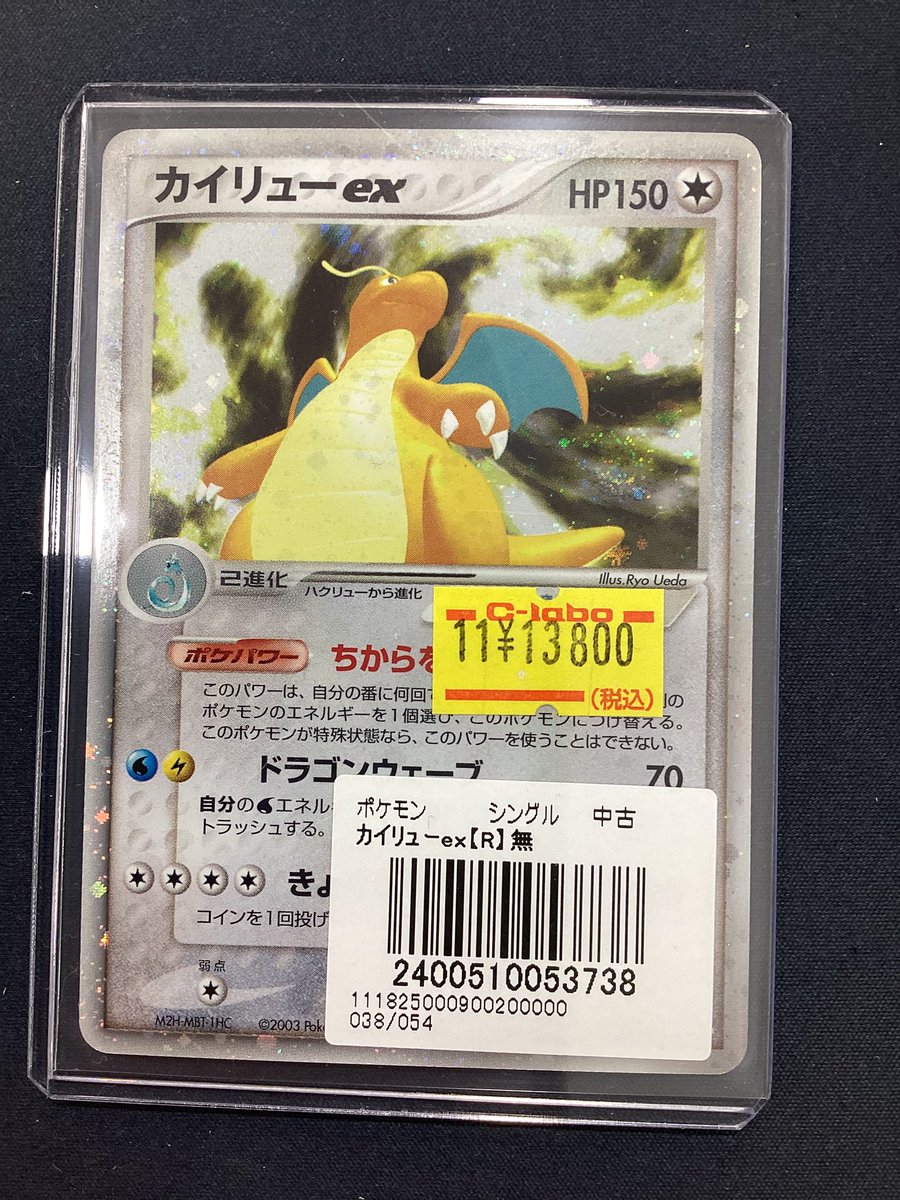 カイリューex HP150
己進化
ハクリューから進化
Illus.Ryo Ueda
C-labo
11¥13800
(税込)
ポケパワー ちからを
このパワーは、自分の番に何回
ポケモンのエネルギーを1個選び、このポケモンにつけ替える。
このポケモンが特殊状態なら、このパワーを使うことはできない。
ドラゴンウェーブ 70
自分のエネル
トラッシュする。
きょ
コインを1回投げ
弱点
M2H-MBT-1HC ©2003 Pok
ポケモン シングル 中古
カイリューex【R】無
2400510053738
111825000900200000
038/054